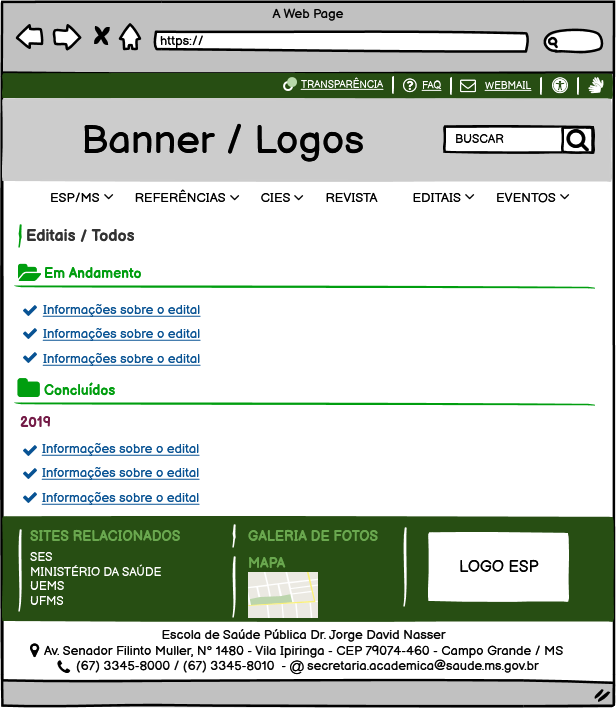 A Web Page
https://
TRANSPARÊNCIA FAQ WEBMAIL
Banner / Logos
BUSCAR
ESP/MS REFERÊNCIAS CIES REVISTA EDITAIS EVENTOS
Editais / Todos
Em Andamento
Informações sobre o edital
Informações sobre o edital
Informações sobre o edital
Concluídos
2019
Informações sobre o edital
Informações sobre o edital
Informações sobre o edital
SITES RELACIONADOS
SES
MINISTÉRIO DA SAÚDE
UEMS
UFMS
GALERIA DE FOTOS
MAPA
LOGO ESP
Escola de Saúde Pública Dr. Jorge David Nasser
Av. Senador Filinto Muller, Nº 1480 - Vila Ipiringa - CEP 79074-460 - Campo Grande / MS
(67) 3345-8000 / (67) 3345-8010 - @ secretaria.academica@saude.ms.gov.br